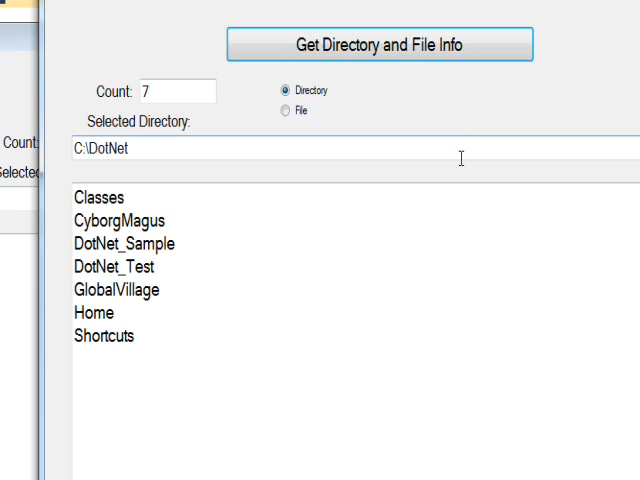 Get Directory and File Info
Count: 7
Directory
File
Selected Directory:
Count:
C:\DotNet
Selected
Classes
CyborgMagus
DotNet_Sample
DotNet_Test
GlobalVillage
Home
Shortcuts